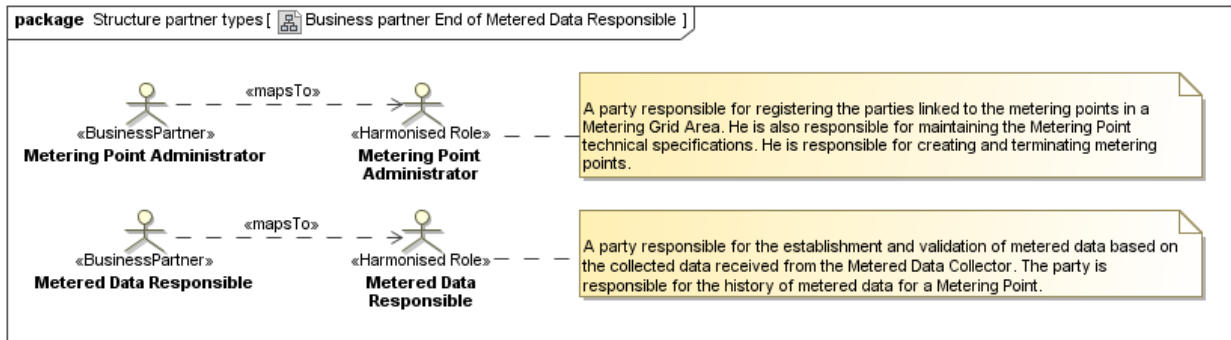 package Structure partner types [ Business partner End of Metered Data Responsible ]
«mapsTo»
«BusinessPartner»
Metering Point Administrator
«Harmonised Role»
Metering Point
Administrator
A party responsible for registering the parties linked to the metering points in a
Metering Grid Area. He is also responsible for maintaining the Metering Point
technical specifications. He is responsible for creating and terminating metering
points.
«mapsTo»
«BusinessPartner»
Metered Data Responsible
«Harmonised Role»
Metered Data
Responsible
A party responsible for the establishment and validation of metered data based on
the collected data received from the Metered Data Collector. The party is
responsible for the history of metered data for a Metering Point.